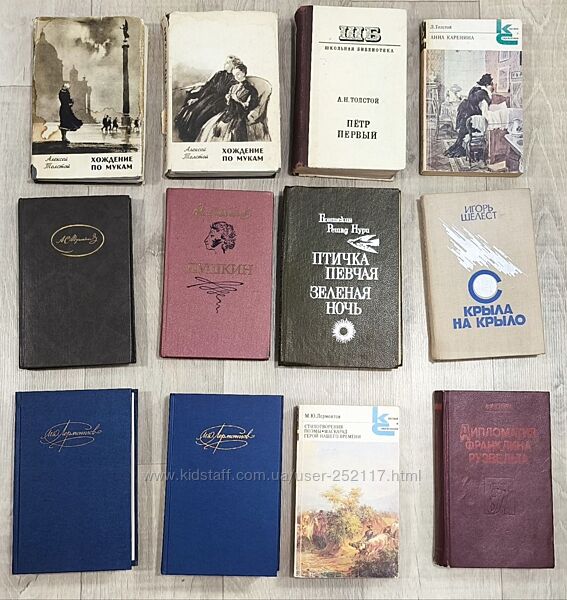 Алексей
Толстой
ХОЖДЕНИЕ
ПО МУКАМ
Алексей
Толстой
ХОЖДЕНИЕ
ПО МУКАМ
ШБ
ШКОЛЬНАЯ БИБЛИОТЕКА
А.Н.ТОЛСТОЙ
ПЁТР
ПЕРВЫЙ
Л.Толстой
АННА КАРЕНИНА
ПУШКИН
Решад Нури
ПТИЧКА
ПЕВЧАЯ
ЗЕЛЕНАЯ
НОЧЬ
ИГОРЬ
ШЕЛЕСТ
С
КРЫЛА
НА КРЫЛО
М.Ю.Лермонтов
М.Ю.Лермонтов
М.Ю.Лермонтов
СТИХОТВОРЕНИЯ
ПОЭМЫ•МАСКАРАД
ГЕРОЙ НАШЕГО ВРЕМЕНИ
ДИПЛОМАТИЯ
ФРАНКЛИНА
РУЗВЕЛЬТА
www.kidstaff.com.ua/user-252117.html